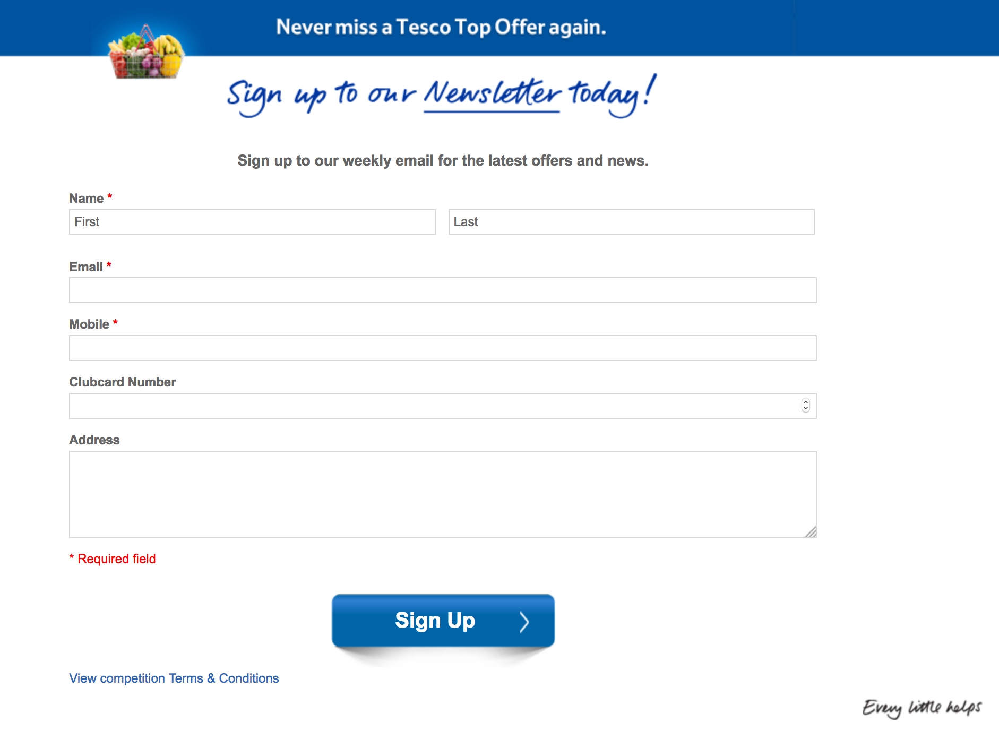 Never miss a Tesco Top Offer again.
Sign up to our Newsletter today!
Sign up to our weekly email for the latest offers and news.
Name *
First Last
Email *
Mobile *
Clubcard Number
Address
* Required field
Sign Up
View competition Terms & Conditions
Every little helps